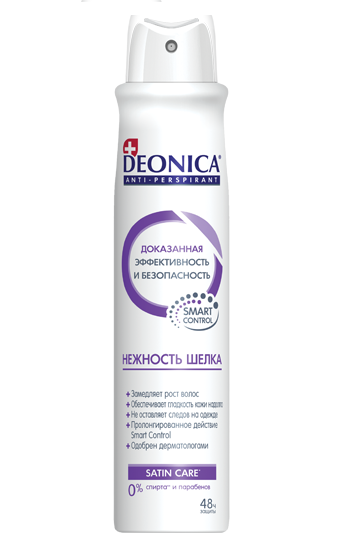 DEONICA®
ANTI-PERSPIRANT
ДОКАЗАННАЯ
ЭФФЕКТИВНОСТЬ
И БЕЗОПАСНОСТЬ
SMART
CONTROL
НЕЖНОСТЬ ШЕЛКА
+Замедляет рост волос
+Обеспечивает гладкость кожи надолго
+Не оставляет следов на одежде
+Пролонгированное действие
Smart Control
+Одобрен дерматологами
SATIN CARE
0% спирта** и парабенов
48ч
защиты